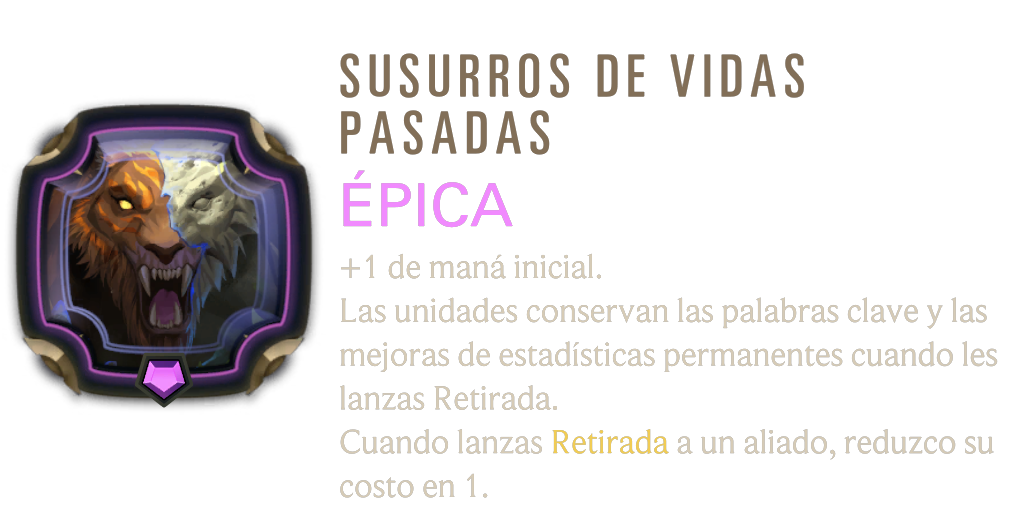 SUSURROS DE VIDAS
PASADAS
ÉPICA
+1 de maná inicial.
Las unidades conservan las palabras clave y las
mejoras de estadísticas permanentes cuando les
lanzas Retirada.
Cuando lanzas Retirada a un aliado, reduzco su
costo en 1.